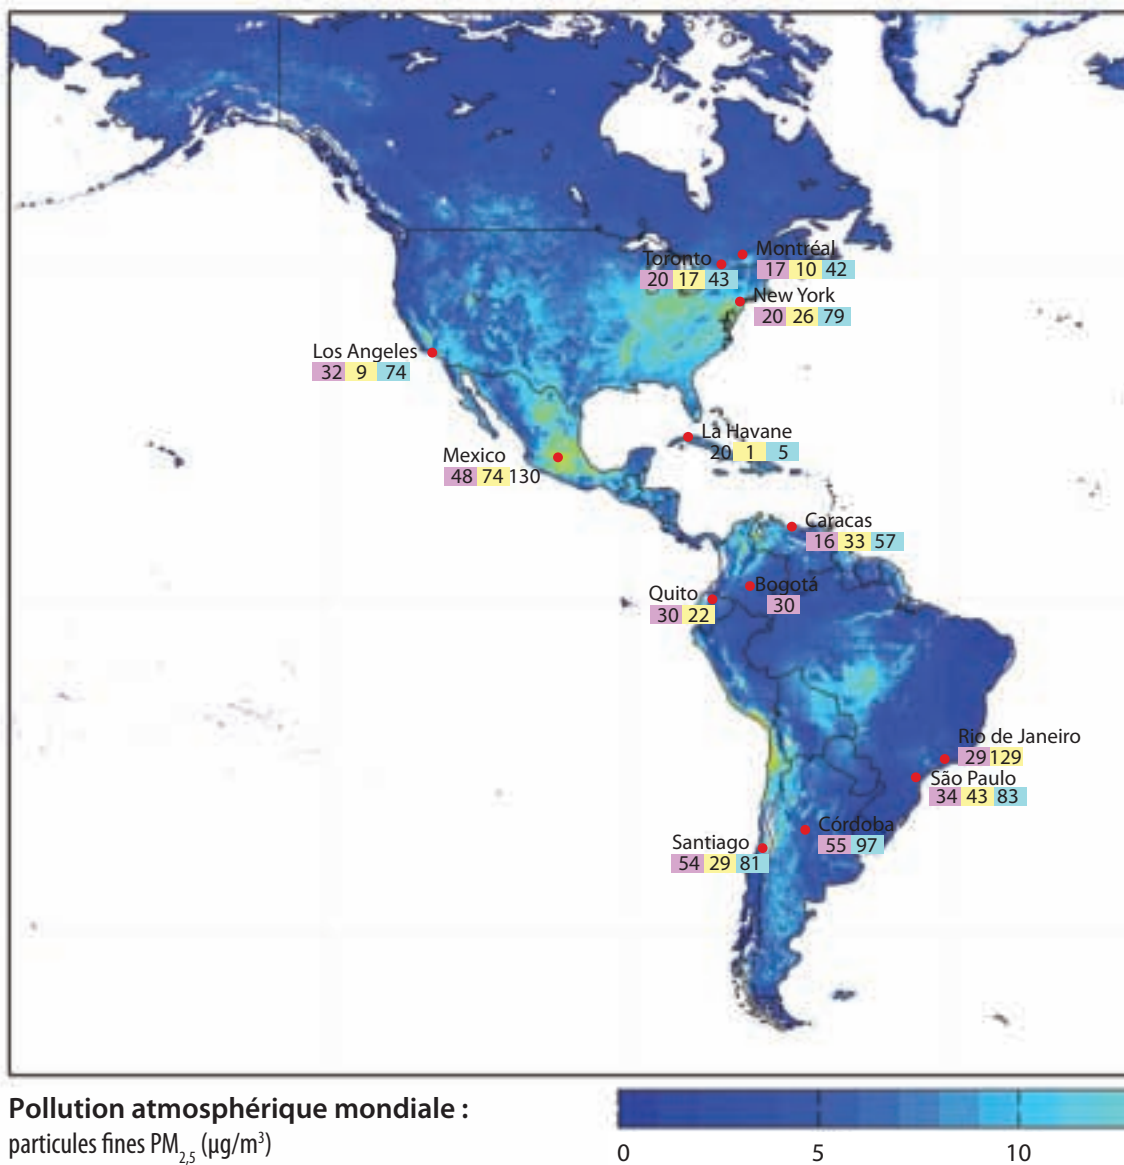 Montréal
17 10 42
Toronto
20 17 43
New York
20 26 79
Los Angeles
32 9 74
La Havane
20 1 5
Mexico
48 74 130
Caracas
16 33 57
Bogotá
30
Quito
30 22
Rio de Janeiro
29 129
São Paulo
34 43 83
Córdoba
55 97
Santiago
54 29 81
Pollution atmosphérique mondiale :
particules fines PM2,5 (µg/m³)
0 5 10